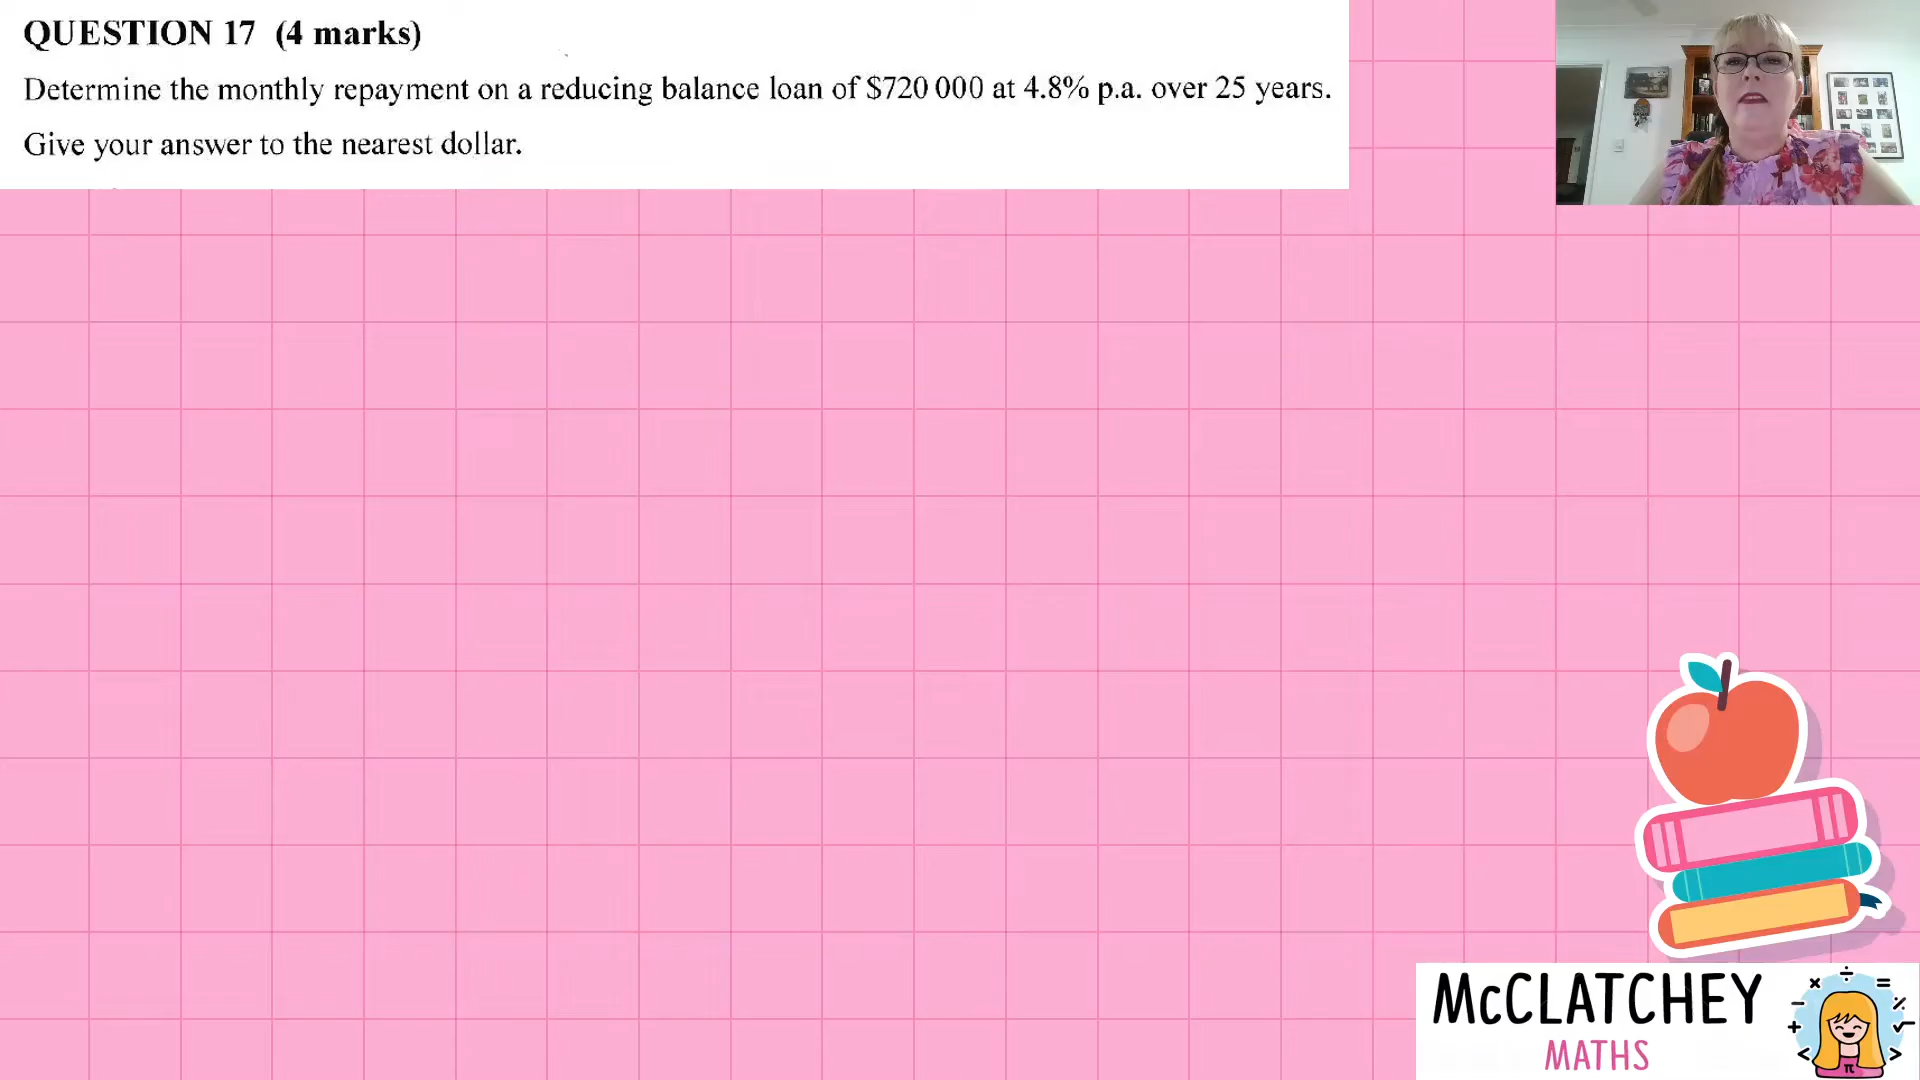 QUESTION 17 (4 marks)
Determine the monthly repayment on a reducing balance loan of $720 000 at 4.8% p.a. over 25 years.
Give your answer to the nearest dollar.
McCLATCHEY
MATHS